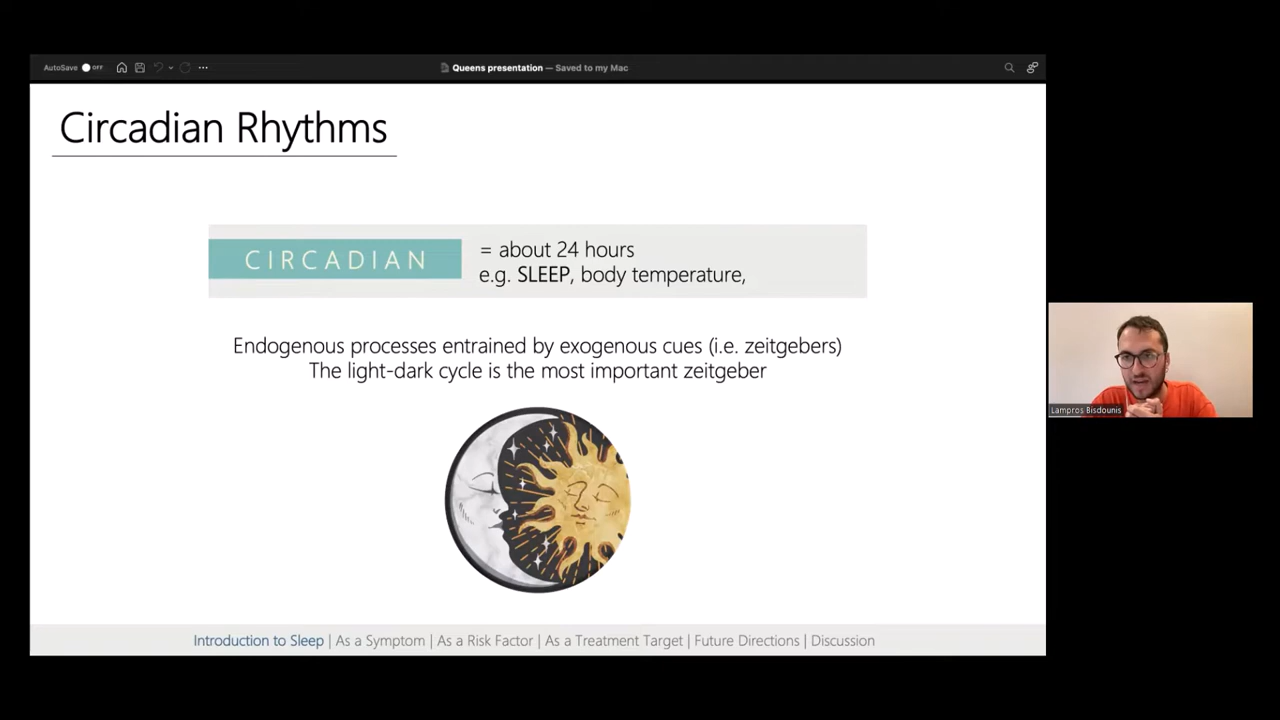 AutoSave OFF
Queens presentation — Saved to my Mac
Circadian Rhythms
CIRCADIAN
= about 24 hours
e.g. SLEEP, body temperature,
Endogenous processes entrained by exogenous cues (i.e. zeitgebers)
The light-dark cycle is the most important zeitgeber
Lampros Bisdounis
Introduction to Sleep | As a Symptom | As a Risk Factor | As a Treatment Target | Future Directions | Discussion